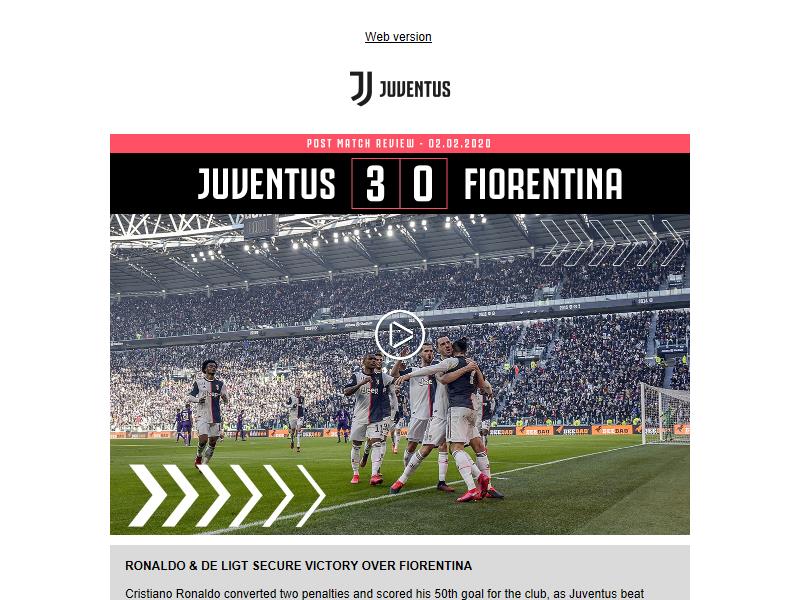 Web version
JUVENTUS
POST MATCH REVIEW - 02.02.2020
JUVENTUS 3 0 FIORENTINA
RONALDO & DE LIGT SECURE VICTORY OVER FIORENTINA
Cristiano Ronaldo converted two penalties and scored his 50th goal for the club, as Juventus beat